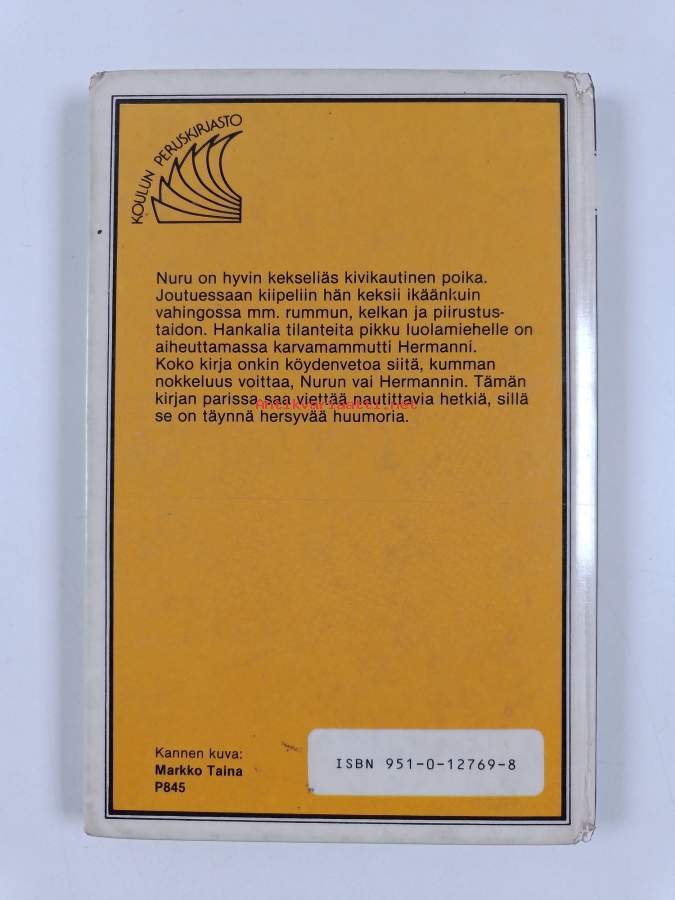 KOULUN PERUSKIRJASTO
Nuru on hyvin kekseliäs kivikautinen poika.
Joutuessaan kiipeliin hän keksii ikäänkuin
vahingossa mm. rummun, kelkan ja piirustus-
taidon. Hankalia tilanteita pikku luolamiehelle on
aiheuttamassa karvamammutti Hermanni.
Koko kirja onkin köydenvetoa siitä, kumman
nokkeluus voittaa, Nurun vai Hermannin. Tämän
kirjan parissa saa viettää nautittavia hetkiä, sillä
Antikvariaatti.net
se on täynnä hersyvää huumoria.
Kannen kuva:
Markko Taina
P845
ISBN 951-0-12769-8